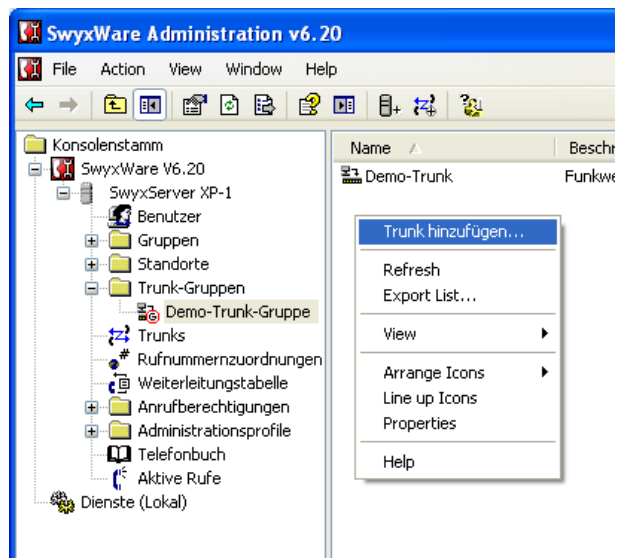 SwyxWare Administration v6.20
File Action View Window Help
Konsolenstamm
SwyxWare V6.20
SwyxServer XP-1
Benutzer
Gruppen
Standorte
Trunk-Gruppen
Demo-Trunk-Gruppe
Trunks
Rufnummernzuordnungen
Weiterleitungstabelle
Anrufberechtigungen
Administrationsprofile
Telefonbuch
Aktive Rufe
Dienste (Lokal)
Name Beschr
Demo-Trunk Funkwe
Trunk hinzufügen...
Refresh
Export List...
View
Arrange Icons
Line up Icons
Properties
Help